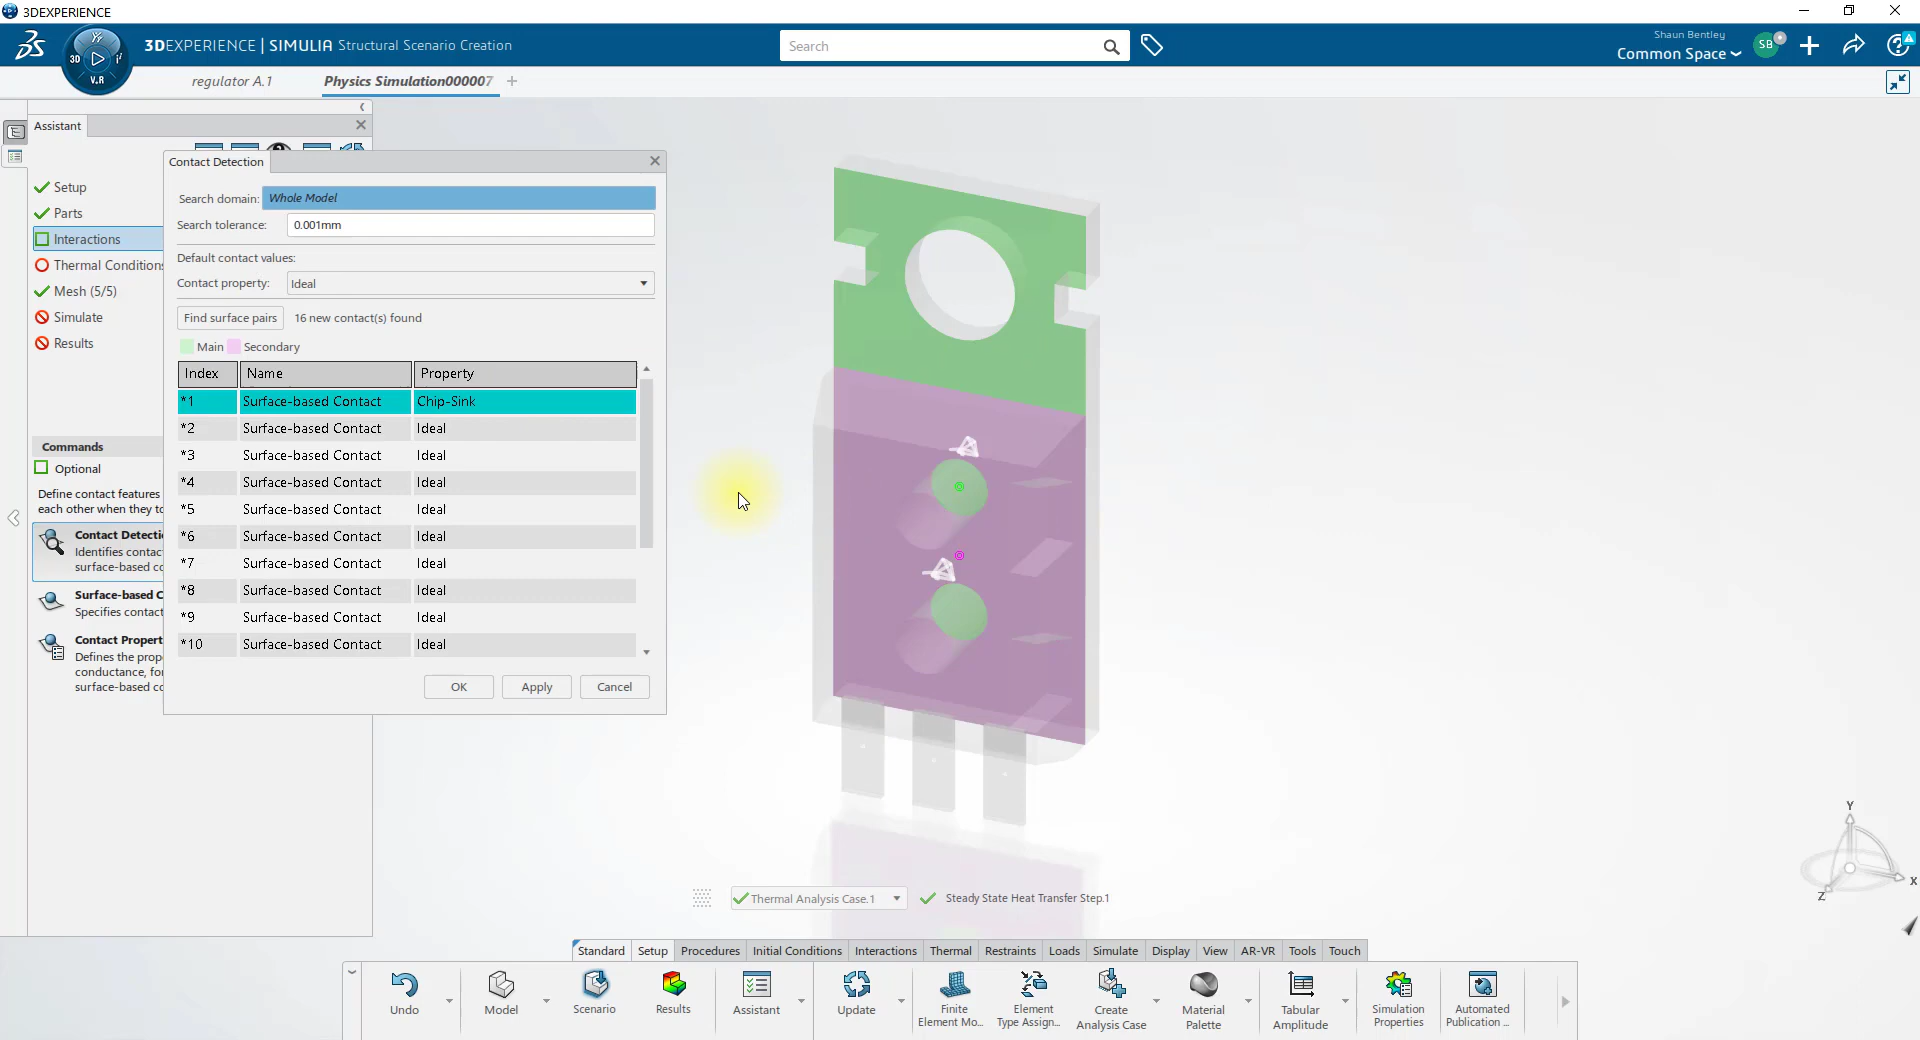 3DEXPERIENCE
3DEXPERIENCE | SIMULIA Structural Scenario Creation
Search
Shaun Bentley
Common Space
SB
3D
V.R
regulator A.1
Physics Simulation000007
Assistant
Setup
Parts
Interactions
Thermal Conditions
Mesh (5/5)
Simulate
Results
Commands
Optional
Define contact features
each other when they to
Contact Detecti
Identifies contac
surface-based co
Surface-based C
Specifies contact
Contact Propert
Defines the prop
conductance, for
surface-based co
Contact Detection
Search domain: Whole Model
Search tolerance: 0.001mm
Default contact values:
Contact property: Ideal
Find surface pairs 16 new contact(s) found
Main Secondary
Index Name Property
*1 Surface-based Contact Chip-Sink
*2 Surface-based Contact Ideal
*3 Surface-based Contact Ideal
*4 Surface-based Contact Ideal
*5 Surface-based Contact Ideal
*6 Surface-based Contact Ideal
*7 Surface-based Contact Ideal
*8 Surface-based Contact Ideal
*9 Surface-based Contact Ideal
*10 Surface-based Contact Ideal
OK Apply Cancel
Y
X
Z
Thermal Analysis Case.1 Steady State Heat Transfer Step.1
Standard Setup Procedures Initial Conditions Interactions Thermal Restraints Loads Simulate Display View AR-VR Tools Touch
Undo
Model
Scenario
Results
Assistant
Update
Finite
Element Mo...
Element
Type Assign...
Create
Analysis Case
Material
Palette
Tabular
Amplitude
Simulation
Properties
Automated
Publication ...